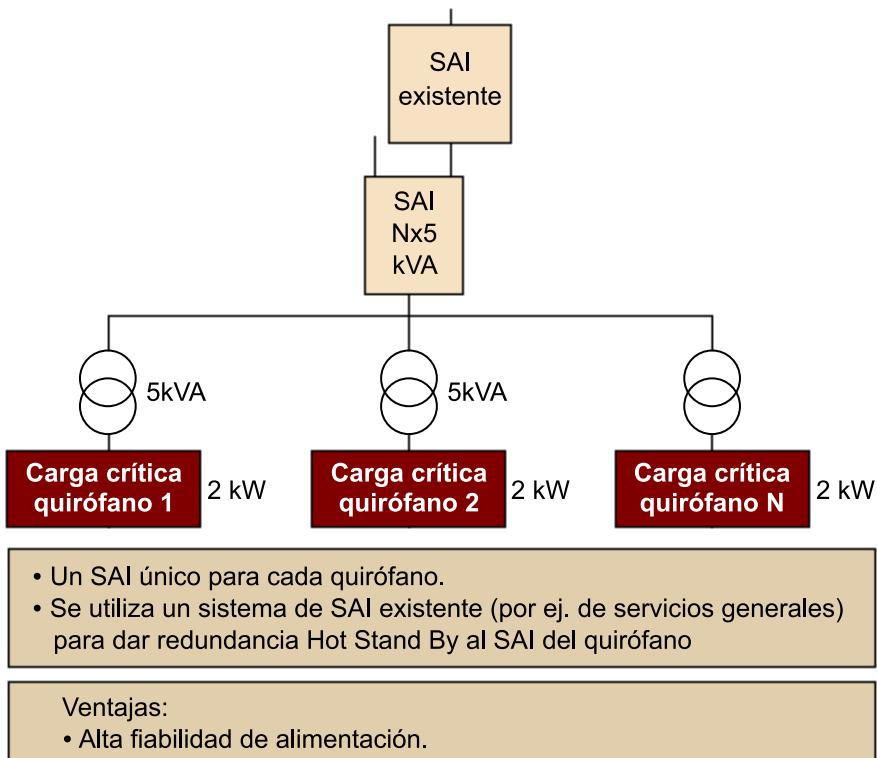 SAI
existente
SAI
Nx5
kVA
5kVA
5kVA
Carga crítica
quirófano 1
2 kW
Carga crítica
quirófano 2
2 kW
Carga crítica
quirófano N
2 kW
• Un SAI único para cada quirófano.
• Se utiliza un sistema de SAI existente (por ej. de servicios generales)
para dar redundancia Hot Stand By al SAI del quirófano
Ventajas:
• Alta fiabilidad de alimentación.